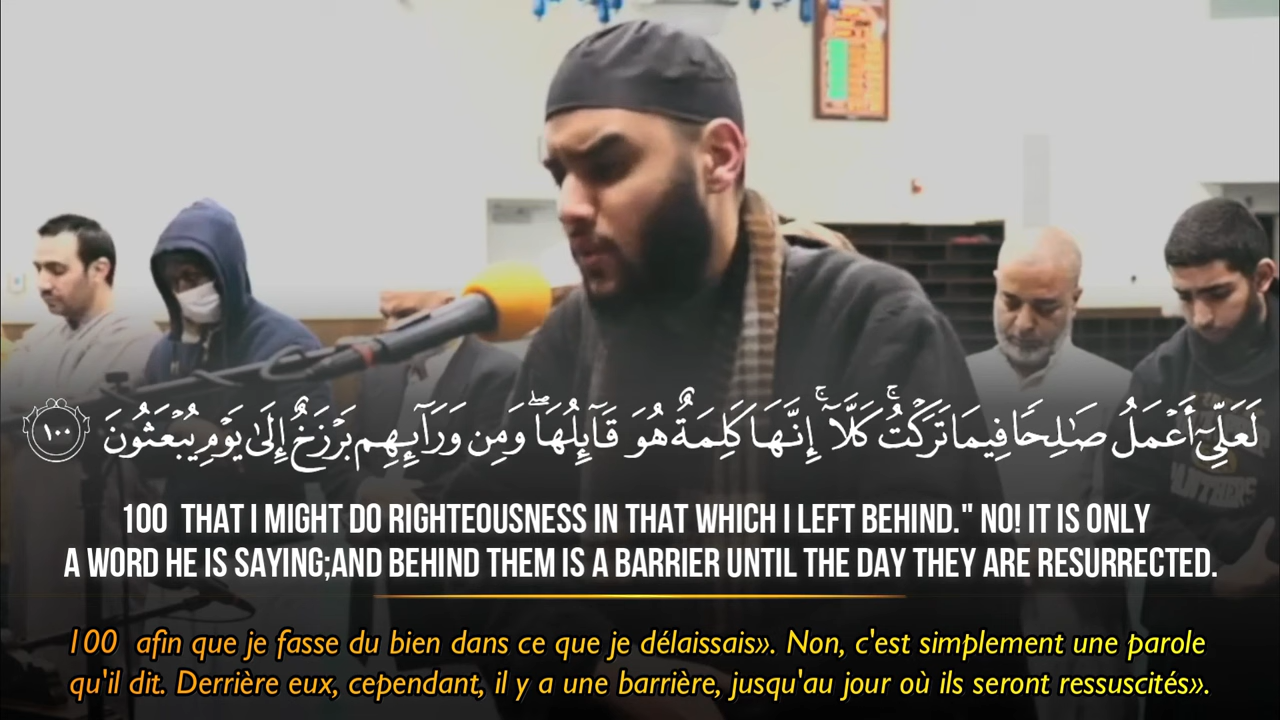 لَعَلِّىٓ أَعْمَلُ صَـٰلِحًا فِيمَا تَرَكْتُ ۚ كَلَّآ ۚ إِنَّهَا كَلِمَةٌ هُوَ قَآئِلُهَا ۖ وَمِن وَرَآئِهِم بَرْزَخٌ إِلَىٰ يَوْمِ يُبْعَثُونَ ١٠٠
100 THAT I MIGHT DO RIGHTEOUSNESS IN THAT WHICH I LEFT BEHIND." NO! IT IS ONLY
A WORD HE IS SAYING;AND BEHIND THEM IS A BARRIER UNTIL THE DAY THEY ARE RESURRECTED.
100 afin que je fasse du bien dans ce que je délaissais». Non, c'est simplement une parole
qu'il dit. Derrière eux, cependant, il y a une barrière, jusqu'au jour où ils seront ressuscités».